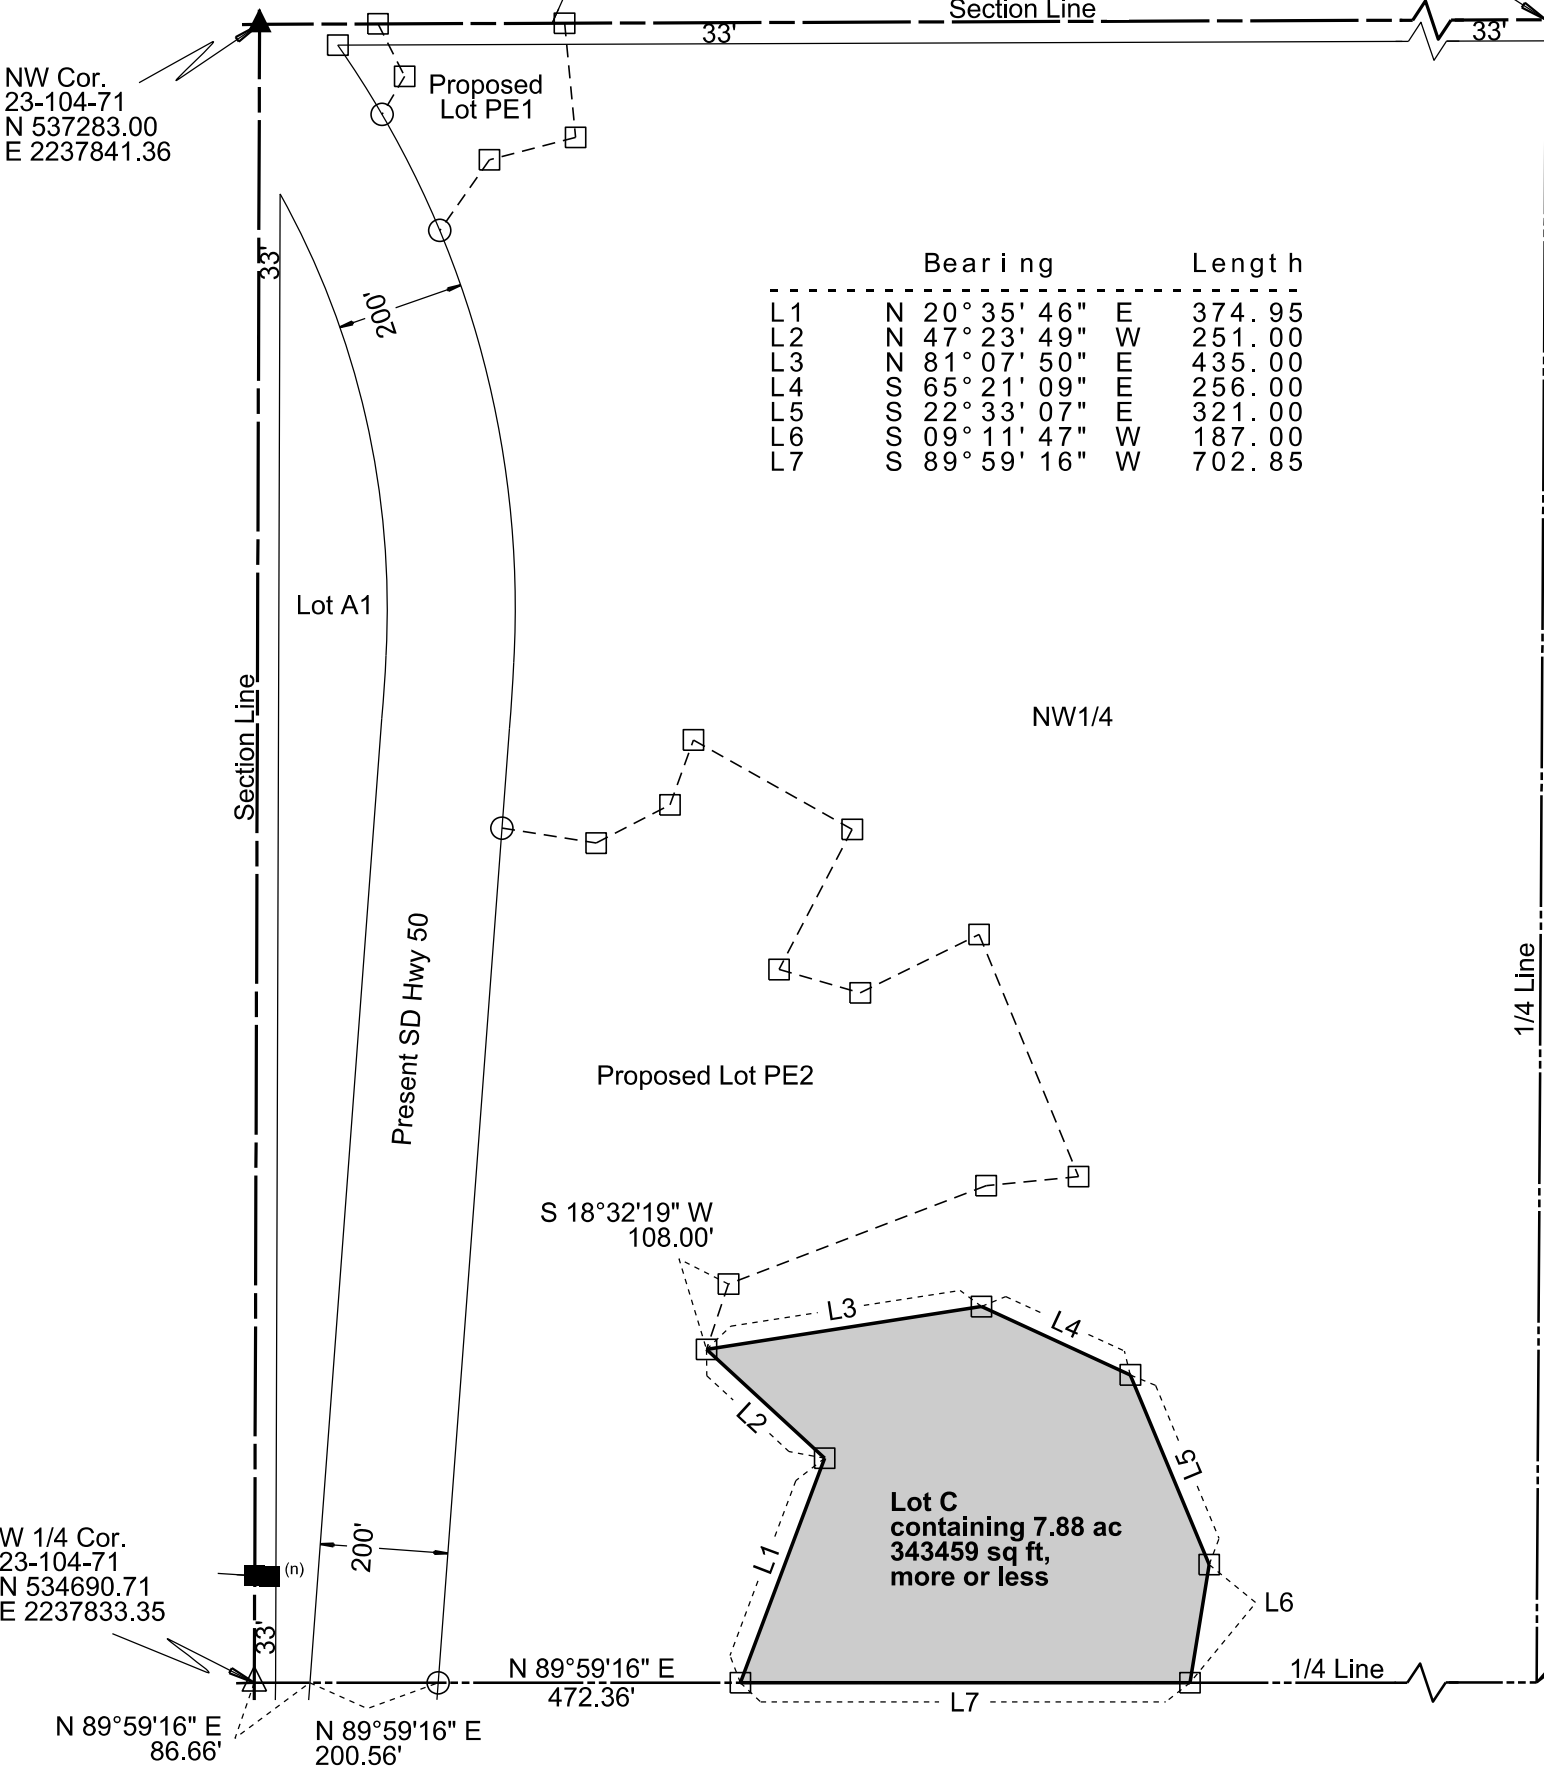 Section Line
33'
33'
NW Cor.
23-104-71
N 537283.00
E 2237841.36
Proposed
Lot PE1
33'
200'
Bearing Length
L1 N 20°35'46" E 374.95
L2 N 47°23'49" W 251.00
L3 N 81°07'50" E 435.00
L4 S 65°21'09" E 256.00
L5 S 22°33'07" E 321.00
L6 S 09°11'47" W 187.00
L7 S 89°59'16" W 702.85
Lot A1
Section Line
NW1/4
Present SD Hwy 50
1/4 Line
Proposed Lot PE2
S 18°32'19" W
108.00'
L3
L4
L2
L5
L1
Lot C
containing 7.88 ac
343459 sq ft,
more or less
L6
200'
W 1/4 Cor.
23-104-71
N 534690.71
E 2237833.35
(n)
33'
N 89°59'16" E
472.36'
1/4 Line
L7
N 89°59'16" E
86.66'
N 89°59'16" E
200.56'